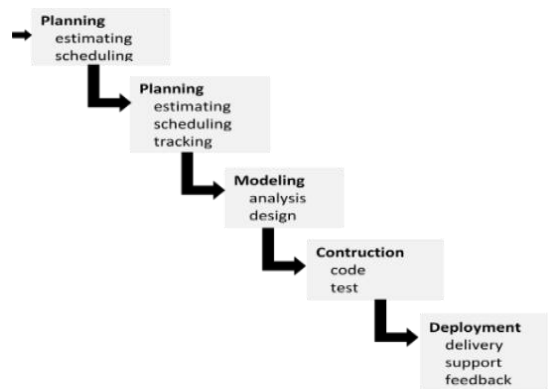 Planning
estimating
scheduling
Planning
estimating
scheduling
tracking
Modeling
analysis
design
Contruction
code
test
Deployment
delivery
support
feedback